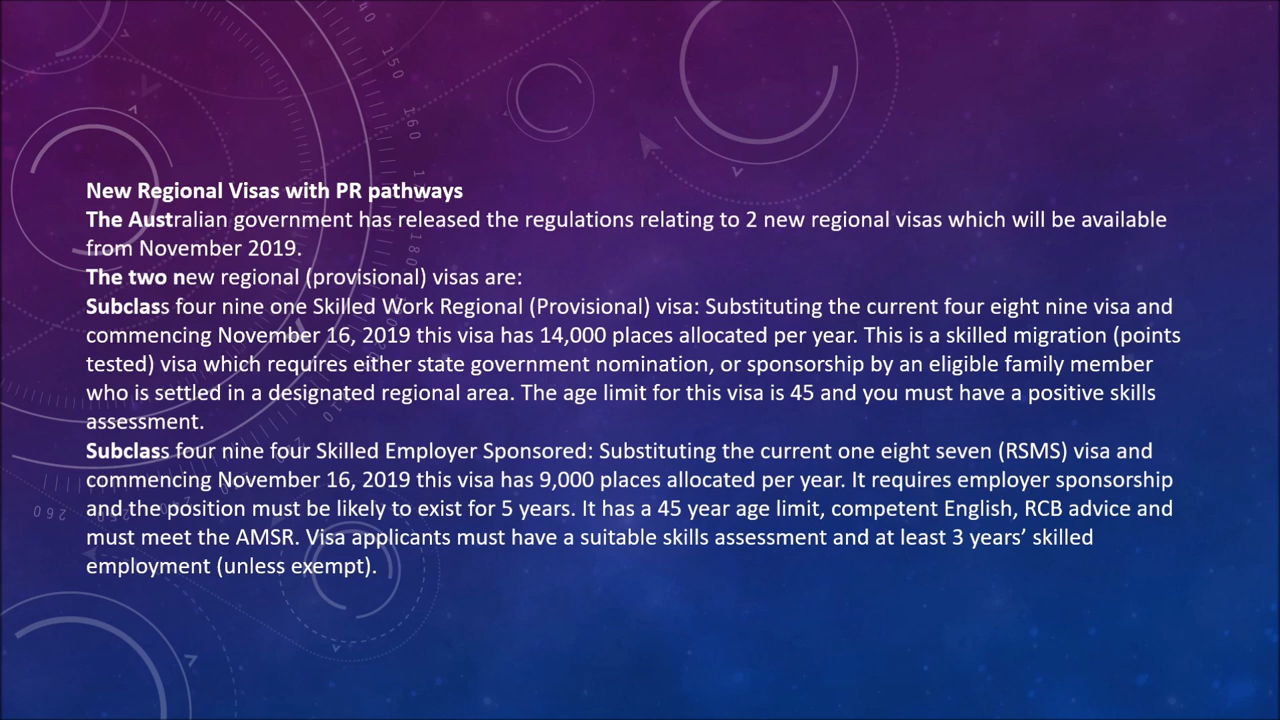 New Regional Visas with PR pathways
The Australian government has released the regulations relating to 2 new regional visas which will be available
from November 2019.
The two new regional (provisional) visas are:
Subclass four nine one Skilled Work Regional (Provisional) visa: Substituting the current four eight nine visa and
commencing November 16, 2019 this visa has 14,000 places allocated per year. This is a skilled migration (points
tested) visa which requires either state government nomination, or sponsorship by an eligible family member
who is settled in a designated regional area. The age limit for this visa is 45 and you must have a positive skills
assessment.
Subclass four nine four Skilled Employer Sponsored: Substituting the current one eight seven (RSMS) visa and
commencing November 16, 2019 this visa has 9,000 places allocated per year. It requires employer sponsorship
and the position must be likely to exist for 5 years. It has a 45 year age limit, competent English, RCB advice and
must meet the AMSR. Visa applicants must have a suitable skills assessment and at least 3 years’ skilled
employment (unless exempt).
150
160
180
260